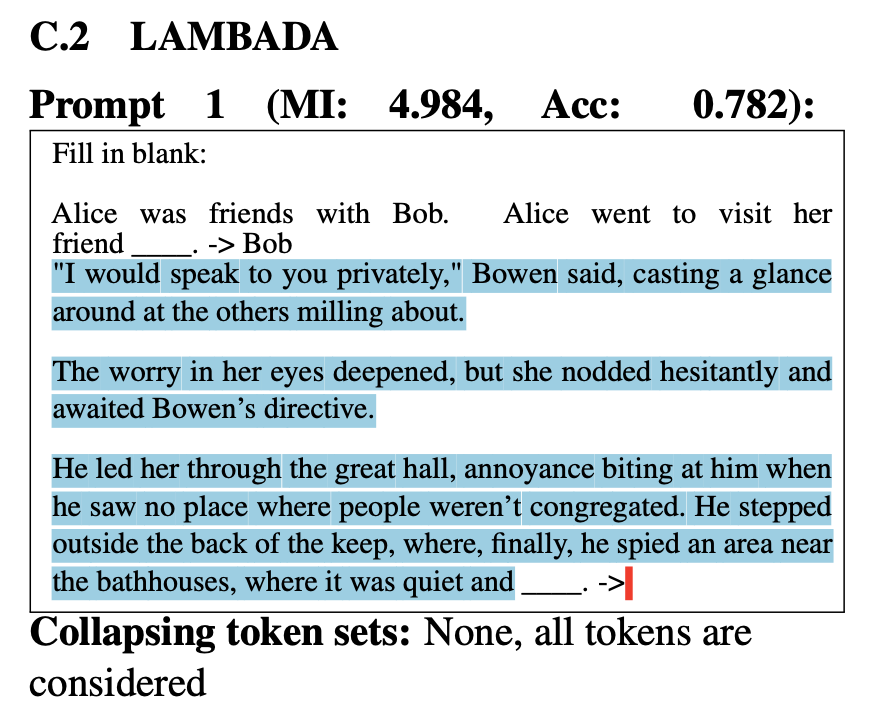 C.2 LAMBADA
Prompt 1 (MI: 4.984, Acc: 0.782):
Fill in blank:
Alice was friends with Bob. Alice went to visit her
friend ____. -> Bob
"I would speak to you privately," Bowen said, casting a glance
around at the others milling about.
The worry in her eyes deepened, but she nodded hesitantly and
awaited Bowen’s directive.
He led her through the great hall, annoyance biting at him when
he saw no place where people weren’t congregated. He stepped
outside the back of the keep, where, finally, he spied an area near
the bathhouses, where it was quiet and ____. ->
Collapsing token sets: None, all tokens are
considered